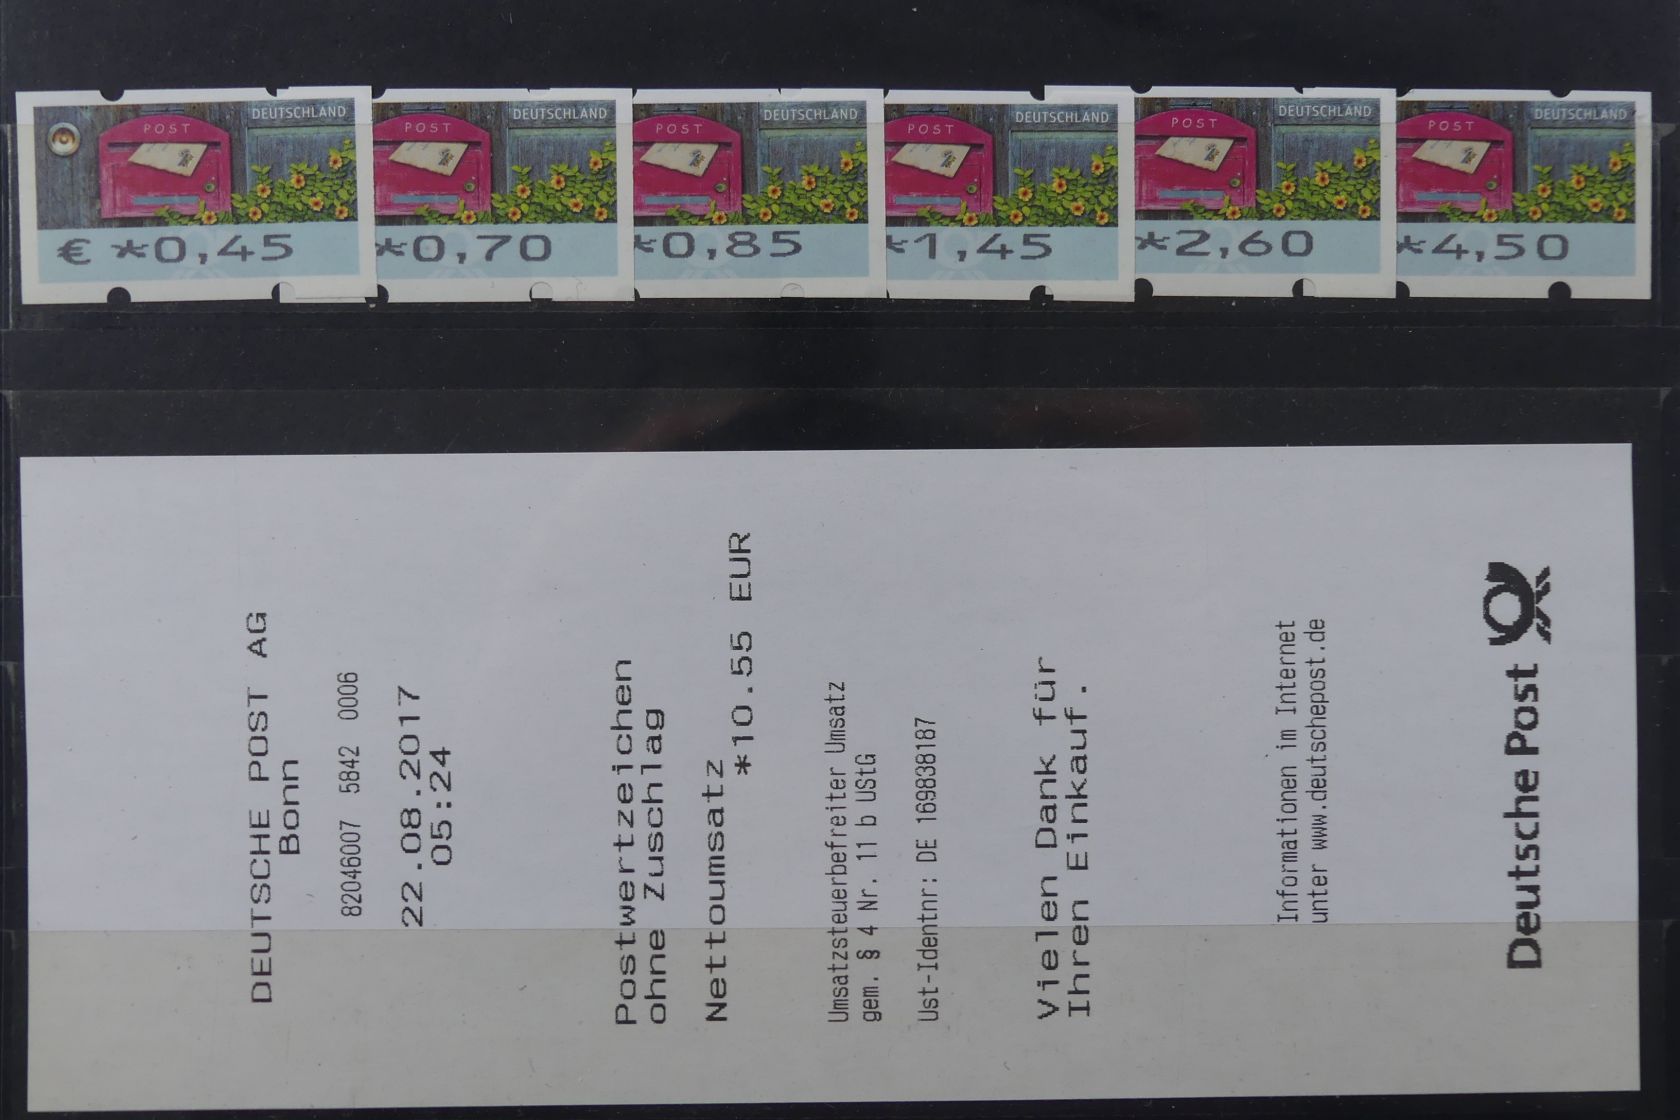 DEUTSCHLAND
POST
€ *0,45
DEUTSCHLAND
POST
*0,70
DEUTSCHLAND
POST
*0,85
DEUTSCHLAND
POST
*1,45
DEUTSCHLAND
POST
*2,60
DEUTSCHLAND
POST
*4,50
DEUTSCHE POST AG
Bonn
82046007 5842 0006
22.08.2017
05:24
Postwertzeichen
ohne Zuschlag
Nettoumsatz
*10.55 EUR
Umsatzsteuerbefreiter Umsatz
gem. § 4 Nr. 11 b UStG
Ust-Identnr: DE 169838187
Vielen Dank für
Ihren Einkauf.
Informationen im Internet
unter www.deutschepost.de
Deutsche Post